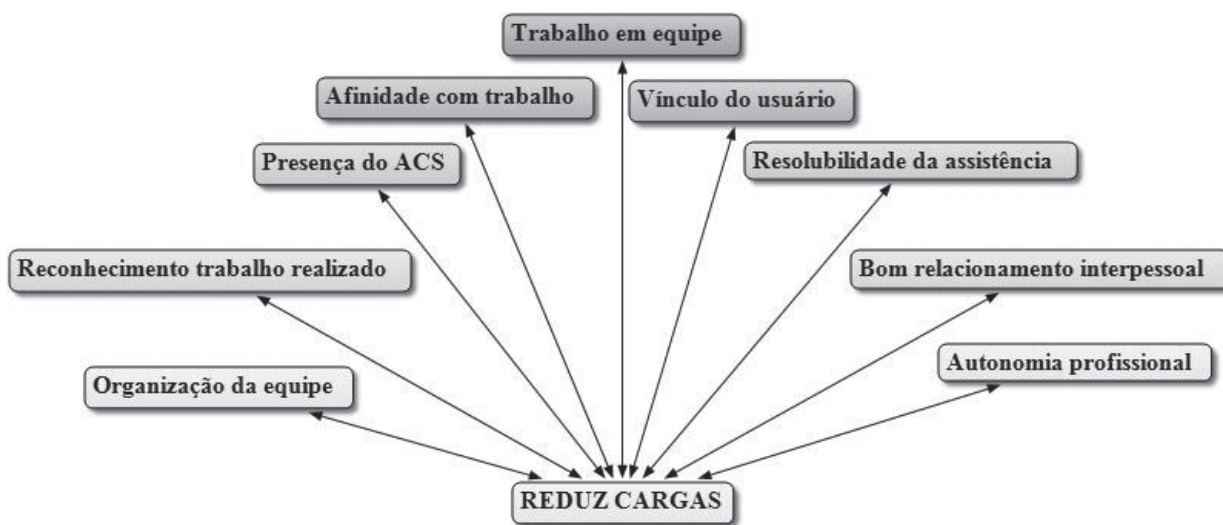 Trabalho em equipe
Afinidade com trabalho
Vínculo do usuário
Presença do ACS
Resolubilidade da assistência
Reconhecimento trabalho realizado
Bom relacionamento interpessoal
Organização da equipe
Autonomia profissional
REDUZ CARGAS